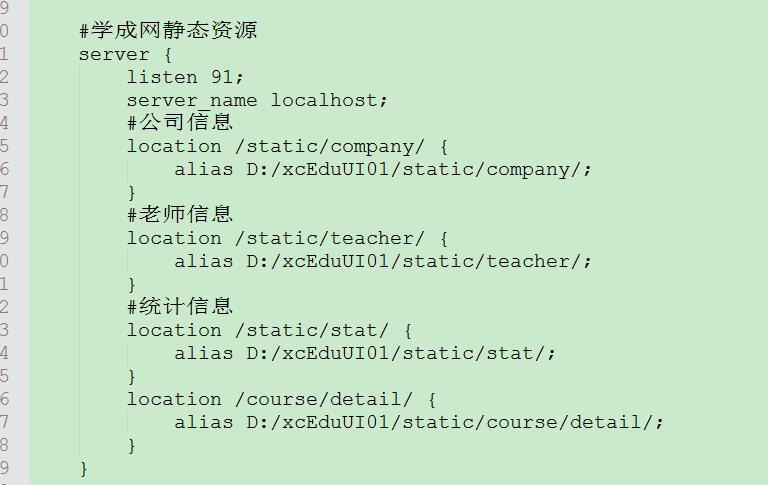 9
0 #学成网静态资源
1 server {
2 listen 91;
3 server_name localhost;
4 #公司信息
5 location /static/company/ {
6 alias D:/xcEduUI01/static/company/;
7 }
8 #老师信息
9 location /static/teacher/ {
0 alias D:/xcEduUI01/static/teacher/;
1 }
2 #统计信息
3 location /static/stat/ {
4 alias D:/xcEduUI01/static/stat/;
5 }
6 location /course/detail/ {
7 alias D:/xcEduUI01/static/course/detail/;
8 }
9 }